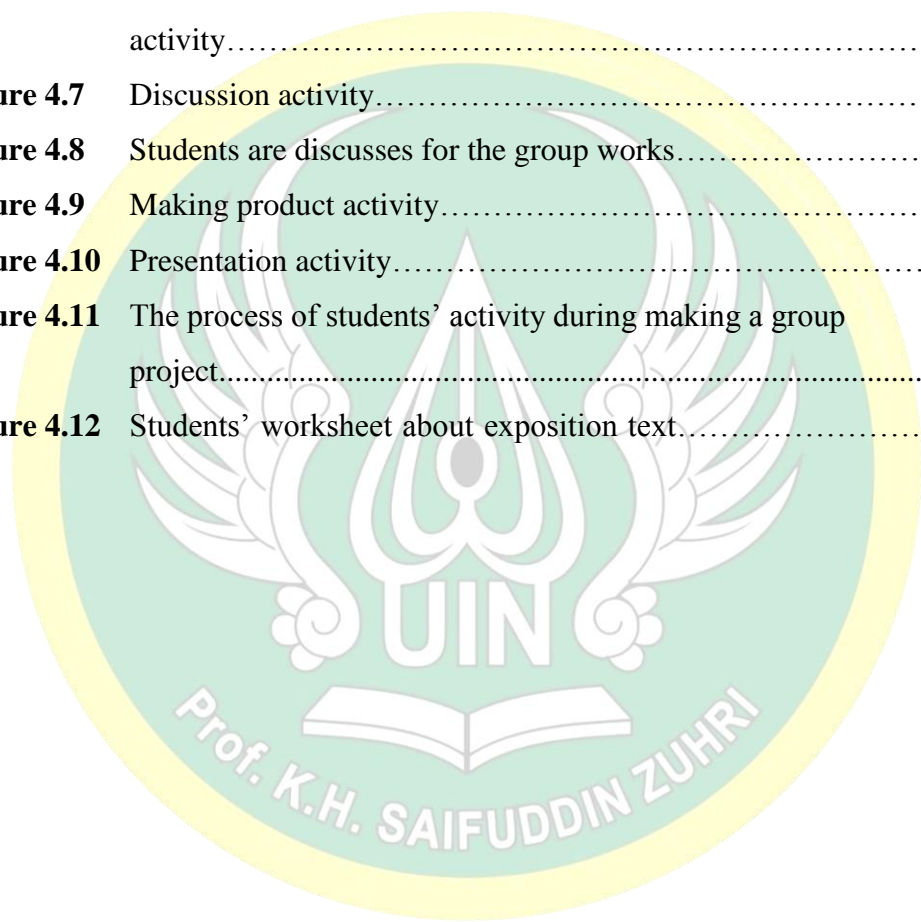 activity……………………………………………………………
ure 4.7 Discussion activity………………………………………………
ure 4.8 Students are discusses for the group works……………………
ure 4.9 Making product activity…………………………………………
ure 4.10 Presentation activity………………………………………………
ure 4.11 The process of students’ activity during making a group
project.........................................................................................
ure 4.12 Students’ worksheet about exposition text……………………
UIN
Prof. K.H. SAIFUDDIN ZUHRI